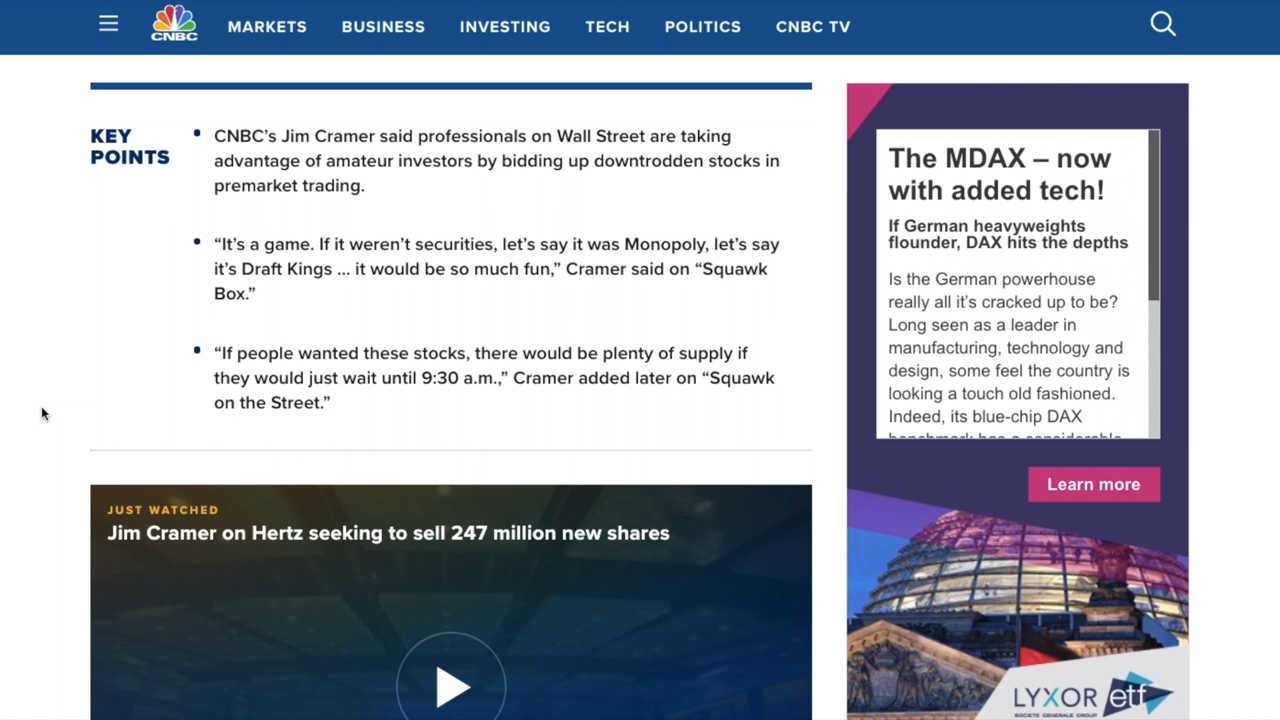 CNBC
MARKETS
BUSINESS
INVESTING
TECH
POLITICS
CNBC TV
KEY
POINTS
CNBC’s Jim Cramer said professionals on Wall Street are taking
advantage of amateur investors by bidding up downtrodden stocks in
premarket trading.
“It’s a game. If it weren’t securities, let’s say it was Monopoly, let’s say
it’s Draft Kings ... it would be so much fun,” Cramer said on “Squawk
Box.”
“If people wanted these stocks, there would be plenty of supply if
they would just wait until 9:30 a.m.,” Cramer added later on “Squawk
on the Street.”
JUST WATCHED
Jim Cramer on Hertz seeking to sell 247 million new shares
The MDAX – now
with added tech!
If German heavyweights
flounder, DAX hits the depths
Is the German powerhouse
really all it’s cracked up to be?
Long seen as a leader in
manufacturing, technology and
design, some feel the country is
looking a touch old fashioned.
Indeed, its blue-chip DAX
benchmark has a considerable
Learn more
LYXOR etf
SOCIETE GENERALE GROUP